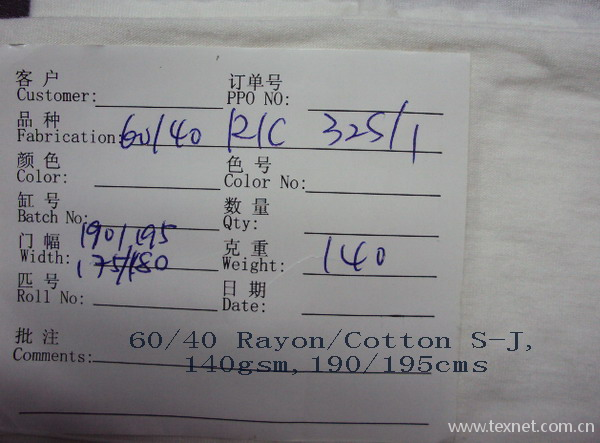 客户 订单号
Customer: PPO NO:
品种
Fabrication: 60/40 R/C 32S/1
颜色 色号
Color: Color No:
缸号 数量
Batch No: Qty:
门幅 190/195 克重
Width: 175/180 Weight: 140
匹号 日期
Roll No: Date:
批注 60/40 Rayon/Cotton S-J,
Comments: 140gsm,190/195cms
www.texnet.com.cn